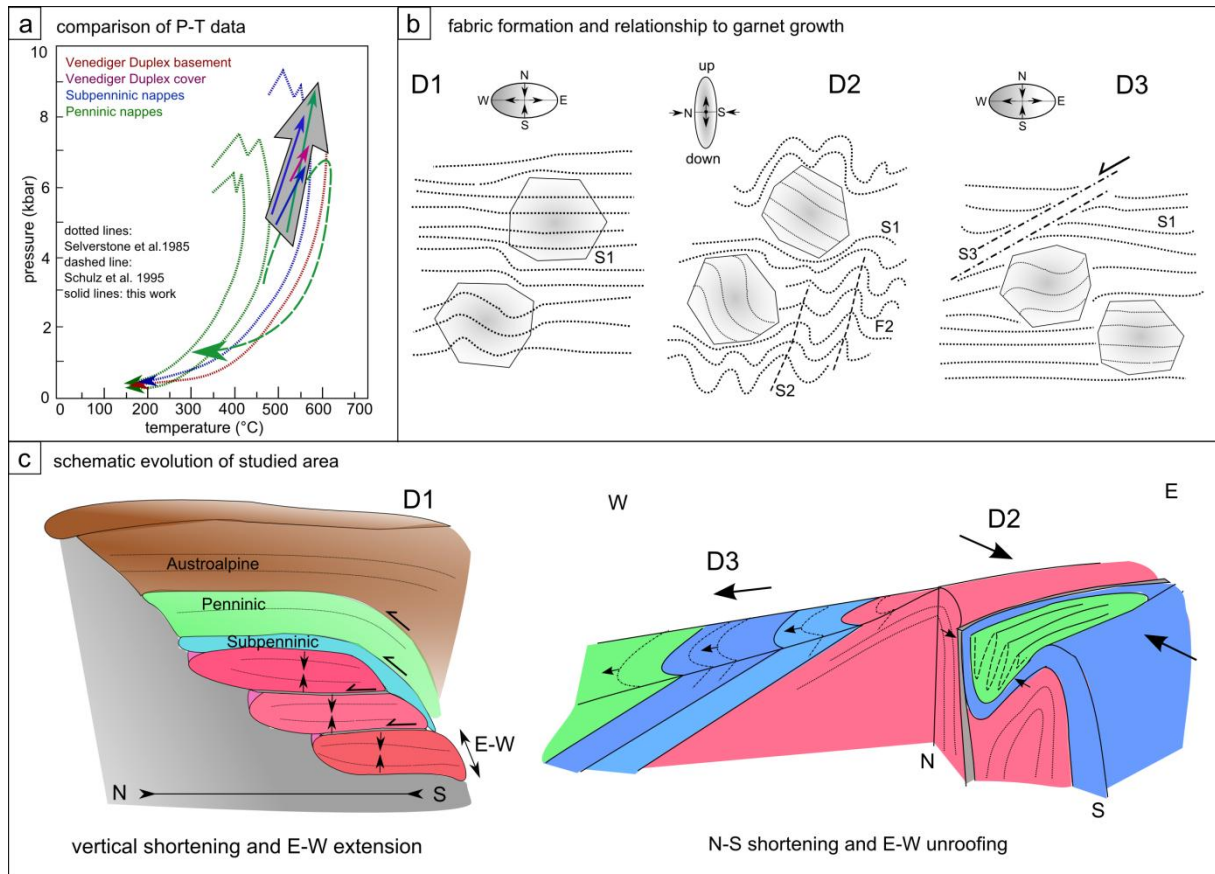 a comparison of P-T data
10
8
6
4
2
0
pressure (kbar)
Venediger Duplex basement
Venediger Duplex cover
Subpenninic nappes
Penninic nappes
dotted lines:
Selverstone et al.1985
dashed line:
Schulz et al. 1995
solid lines: this work
0 100 200 300 400 500 600 700
temperature (°C)
b fabric formation and relationship to garnet growth
D1
N
W E
S
S1
up
D2
N S
down
S1
F2
S2
N
D3
W E
S
S1
S3
c schematic evolution of studied area
D1
Austroalpine
Penninic
Subpenninic
E-W
N S
vertical shortening and E-W extension
W
E
D2
D3
N
S
N-S shortening and E-W unroofing